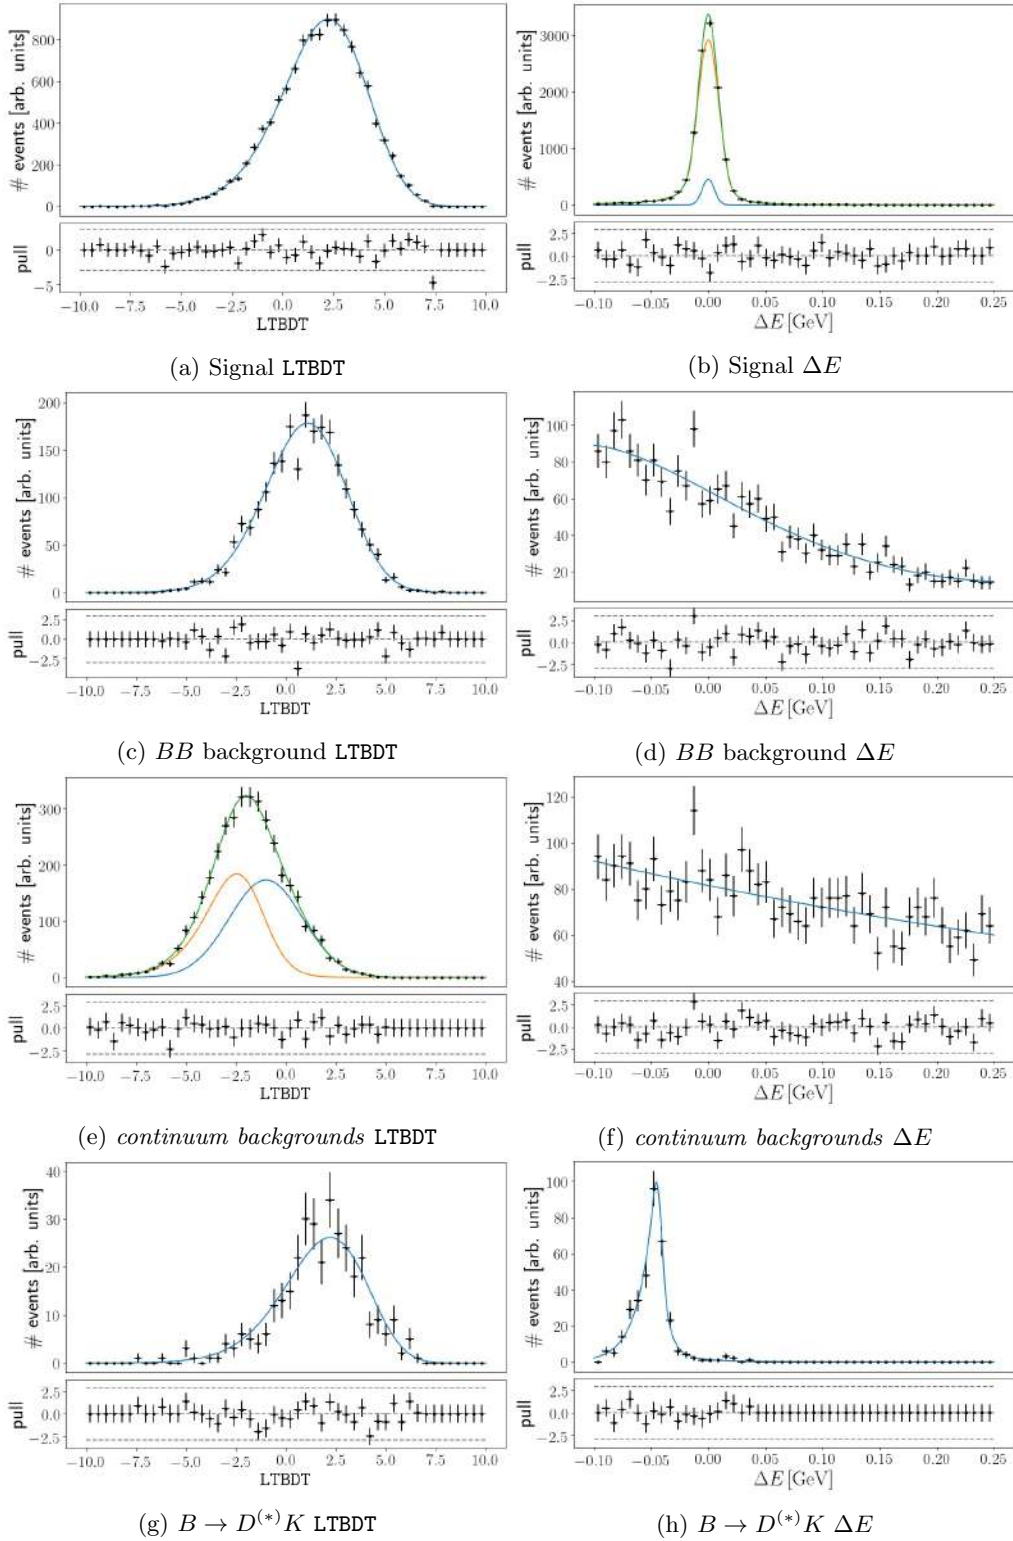 # events [arb. units]
800
600
400
200
0
pull
0
−5
−10.0 −7.5 −5.0 −2.5 0.0 2.5 5.0 7.5 10.0
LTBDT
(a) Signal LTBDT
# events [arb. units]
3000
2000
1000
0
pull
2.5
0.0
−2.5
−0.10 −0.05 0.00 0.05 0.10 0.15 0.20 0.25
ΔE [GeV]
(b) Signal ΔE
# events [arb. units]
200
150
100
50
0
pull
2.5
0.0
−2.5
−10.0 −7.5 −5.0 −2.5 0.0 2.5 5.0 7.5 10.0
LTBDT
(c) BB background LTBDT
# events [arb. units]
100
80
60
40
20
pull
2.5
0.0
−2.5
−0.10 −0.05 0.00 0.05 0.10 0.15 0.20 0.25
ΔE [GeV]
(d) BB background ΔE
# events [arb. units]
300
200
100
0
pull
2.5
0.0
−2.5
−10.0 −7.5 −5.0 −2.5 0.0 2.5 5.0 7.5 10.0
LTBDT
(e) continuum backgrounds LTBDT
# events [arb. units]
120
100
80
60
40
pull
2.5
0.0
−2.5
−0.10 −0.05 0.00 0.05 0.10 0.15 0.20 0.25
ΔE [GeV]
(f) continuum backgrounds ΔE
# events [arb. units]
40
30
20
10
0
pull
2.5
0.0
−2.5
−10.0 −7.5 −5.0 −2.5 0.0 2.5 5.0 7.5 10.0
LTBDT
(g) B → D(*)K LTBDT
# events [arb. units]
100
80
60
40
20
0
pull
2.5
0.0
−2.5
−0.10 −0.05 0.00 0.05 0.10 0.15 0.20 0.25
ΔE [GeV]
(h) B → D(*)K ΔE